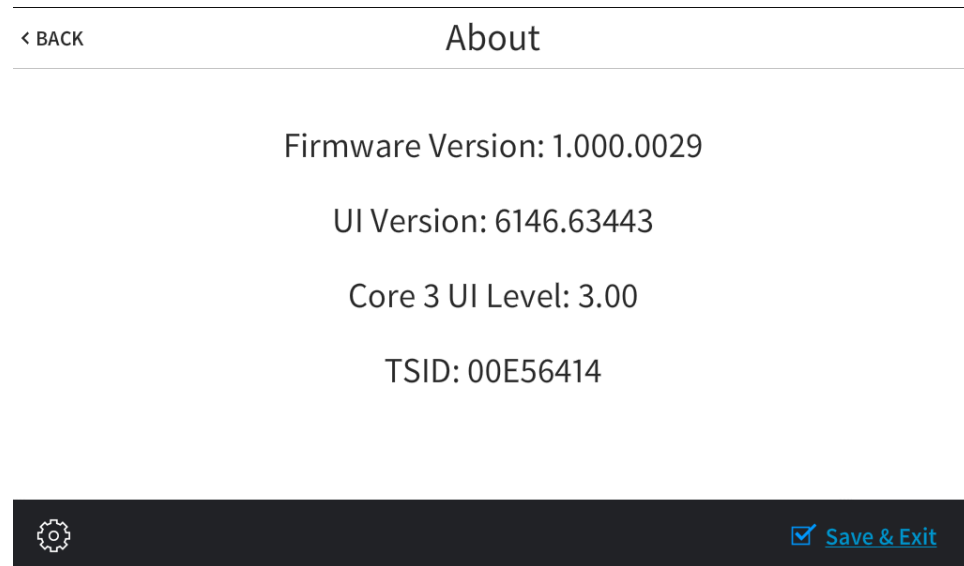 < BACK
About
Firmware Version: 1.000.0029
UI Version: 6146.63443
Core 3 UI Level: 3.00
TSID: 00E56414
Save & Exit